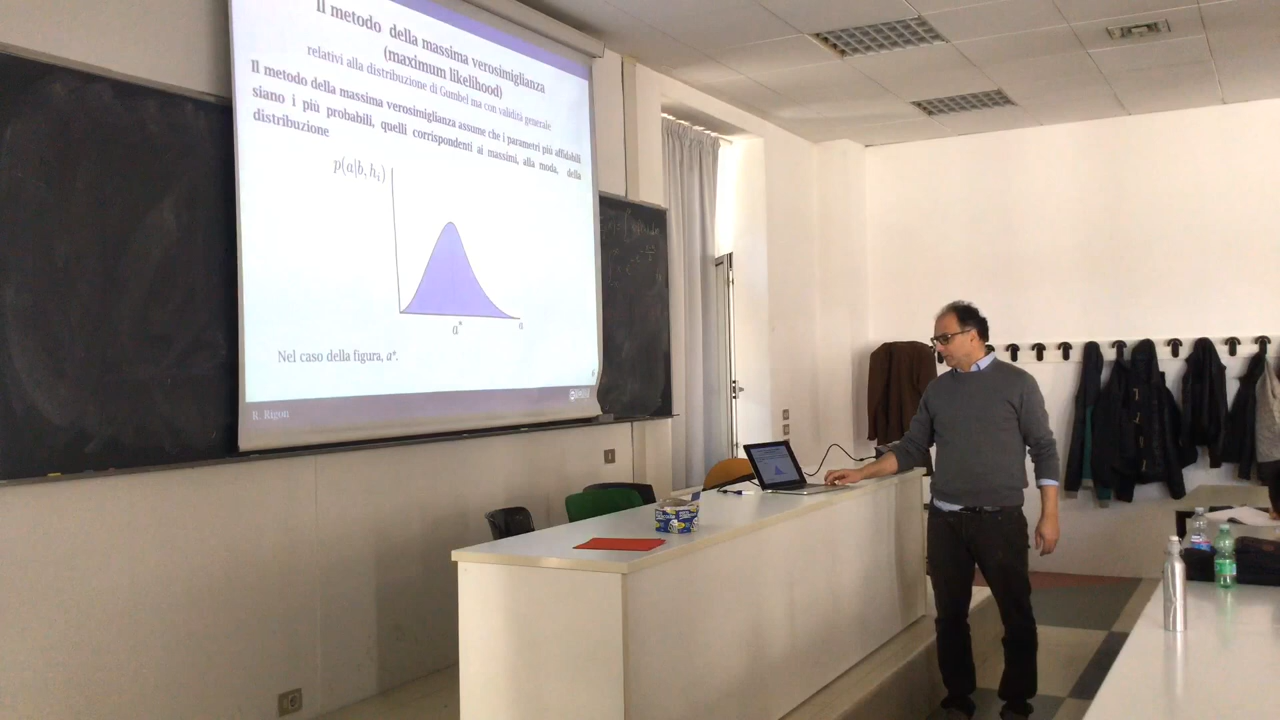 Il metodo della massima verosimiglianza
(maximum likelihood)
relativi alla distribuzione di Gumbel ma con validità generale
Il metodo della massima verosimiglianza assume che i parametri più affidabili
siano i più probabili, quelli corrispondenti ai massimi, alla moda, della
distribuzione
p(a|b, hᵢ)
a*
a
Nel caso della figura, a*.
6
R. Rigon